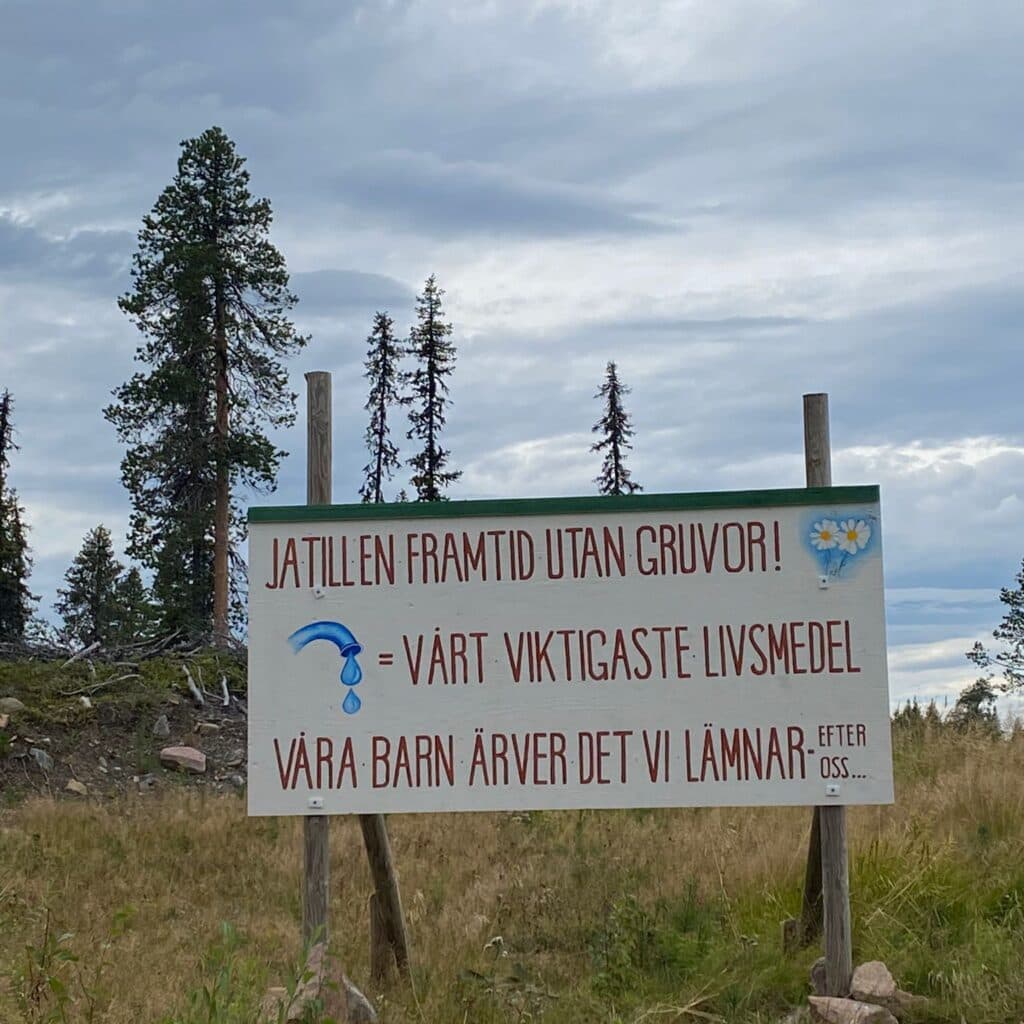 JA TILL EN FRAMTID UTAN GRUVOR!
= VÅRT VIKTIGASTE LIVSMEDEL
VÅRA BARN ÄRVER DET VI LÄMNAR - EFTER
OSS...